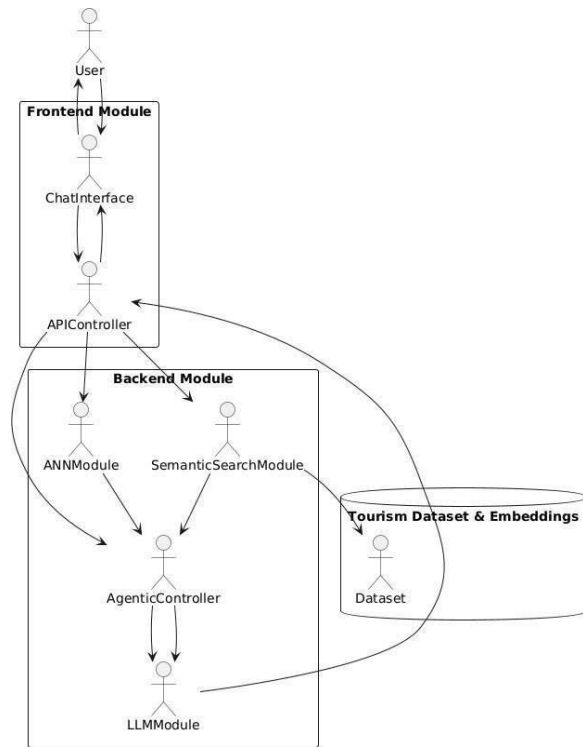 User
Frontend Module
ChatInterface
APIController
Backend Module
ANNModule
SemanticSearchModule
Tourism Dataset & Embeddings
AgenticController
Dataset
LLMModule